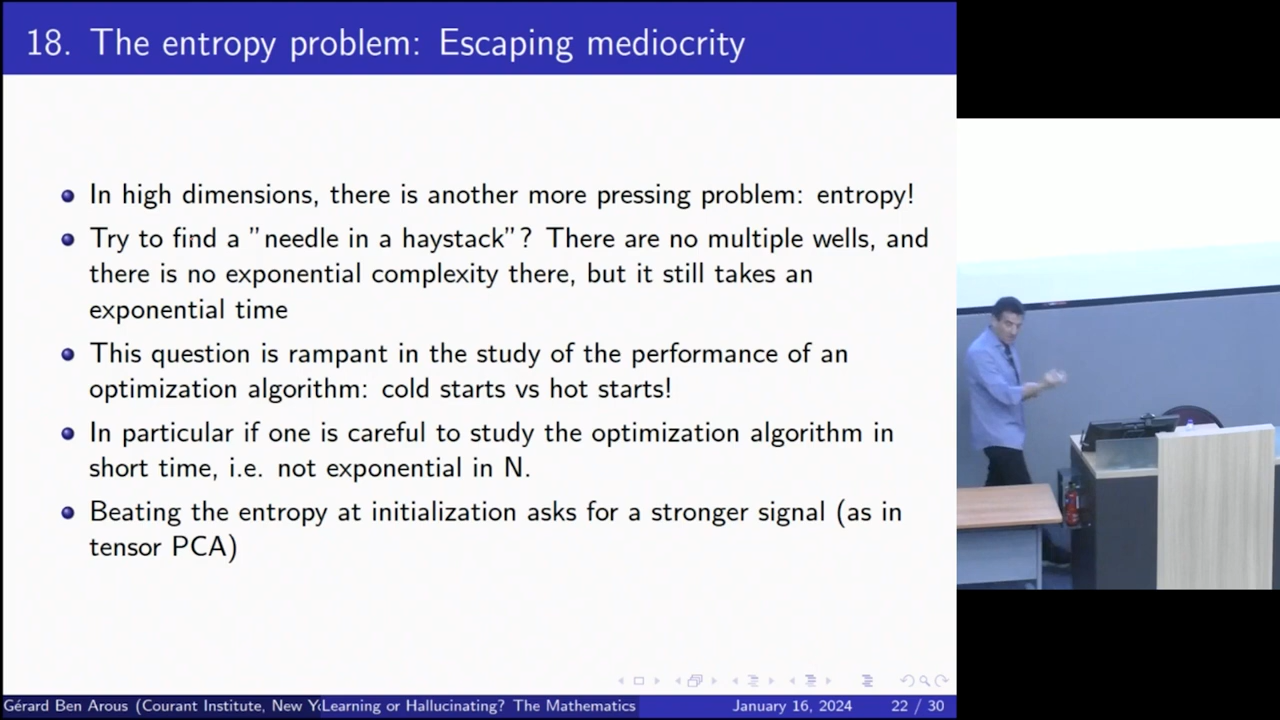 18. The entropy problem: Escaping mediocrity
In high dimensions, there is another more pressing problem: entropy!
Try to find a "needle in a haystack"? There are no multiple wells, and
there is no exponential complexity there, but it still takes an
exponential time
This question is rampant in the study of the performance of an
optimization algorithm: cold starts vs hot starts!
In particular if one is careful to study the optimization algorithm in
short time, i.e. not exponential in N.
Beating the entropy at initialization asks for a stronger signal (as in
tensor PCA)
Gérard Ben Arous (Courant Institute, New Y Learning or Hallucinating? The Mathematics January 16, 2024 22 / 30